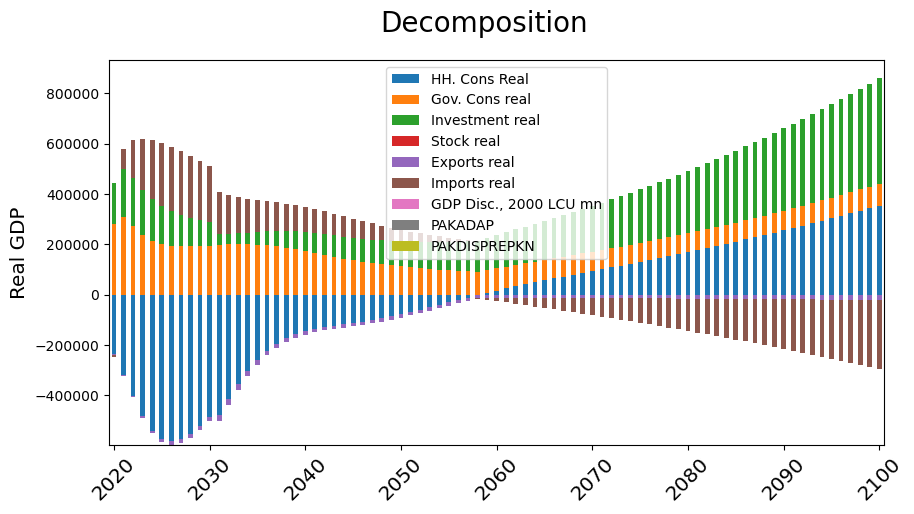 Decomposition
HH. Cons Real
Gov. Cons real
Investment real
Stock real
Exports real
Imports real
GDP Disc., 2000 LCU mn
PAKADAP
PAKDISPREPKN
Real GDP
800000
600000
400000
200000
0
−200000
−400000
2020
2030
2040
2050
2060
2070
2080
2090
2100